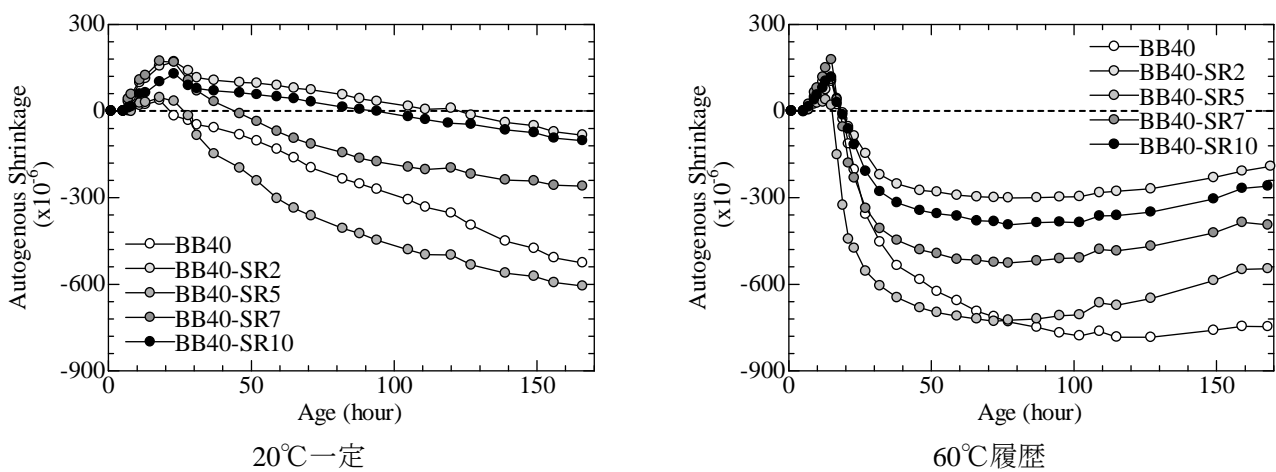 300
0
-300
-600
-900
Autogenous Shrinkage
(x10⁻⁶)
BB40
BB40-SR2
BB40-SR5
BB40-SR7
BB40-SR10
0
50
100
150
Age (hour)
20℃一定
300
0
-300
-600
-900
Autogenous Shrinkage
(x10⁻⁶)
BB40
BB40-SR2
BB40-SR5
BB40-SR7
BB40-SR10
0
50
100
150
Age (hour)
60℃履歴